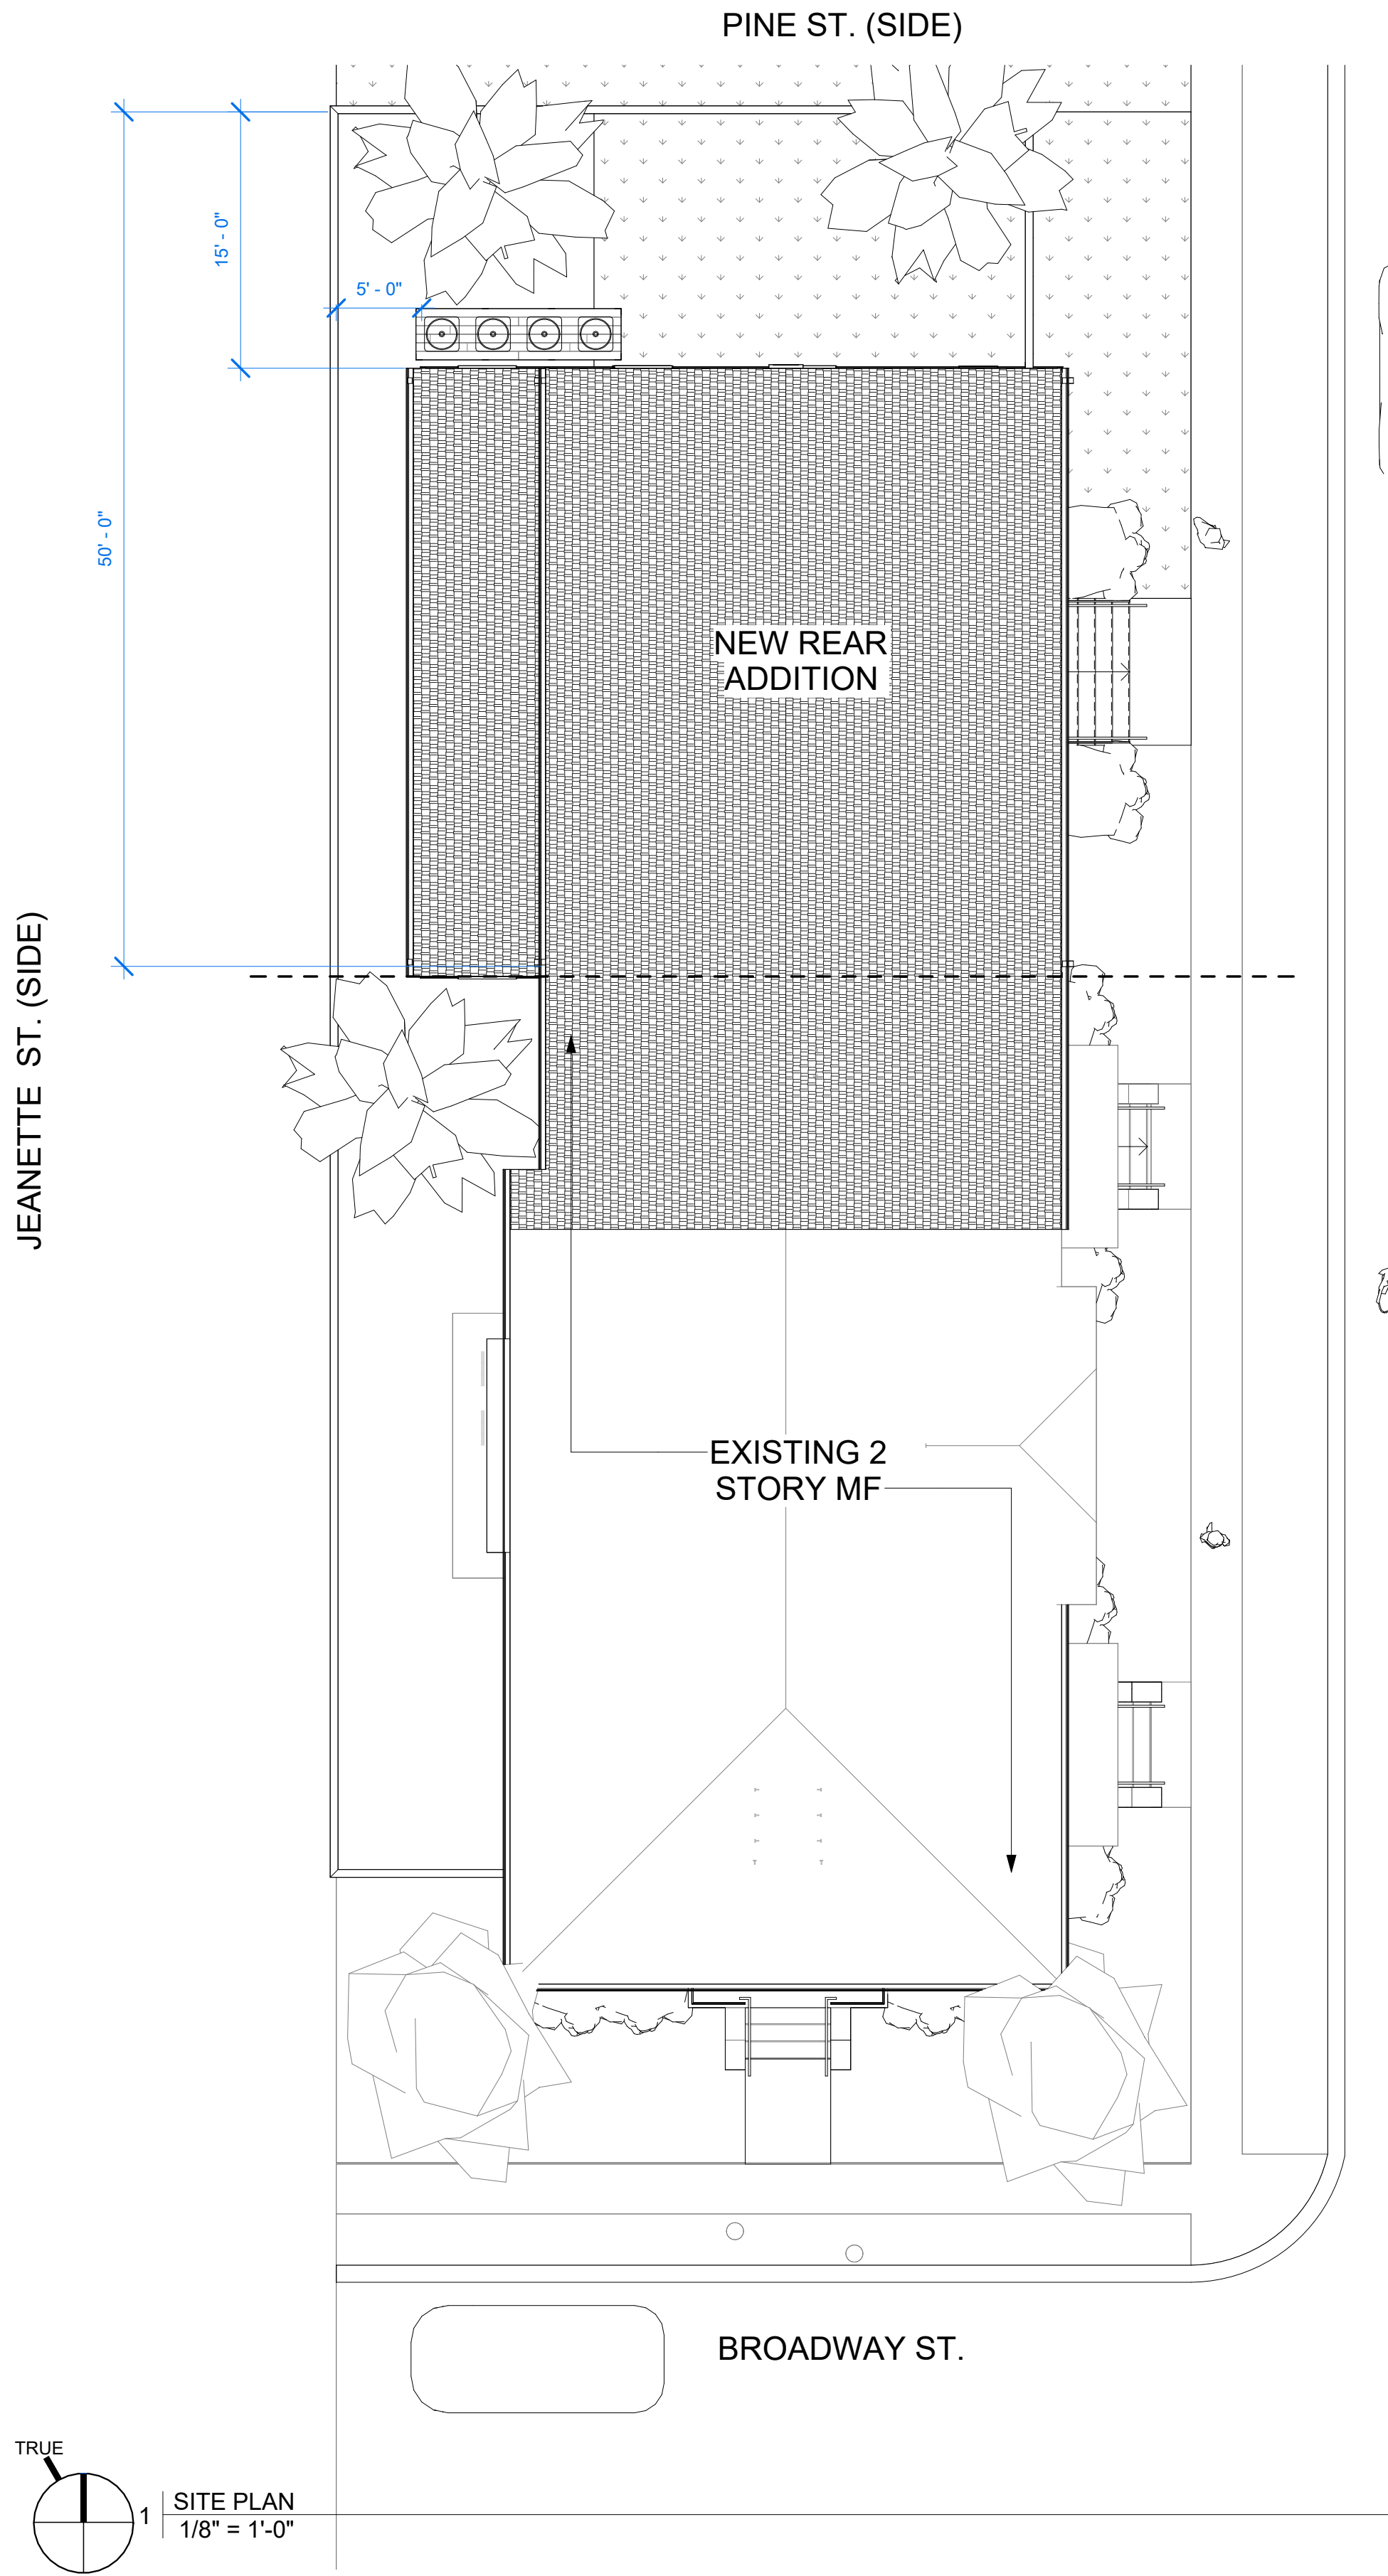 PINE ST. (SIDE)
15' - 0"
5' - 0"
50' - 0"
NEW REAR
ADDITION
JEANETTE ST. (SIDE)
EXISTING 2
STORY MF
BROADWAY ST.
TRUE
1
SITE PLAN
1/8" = 1'-0"